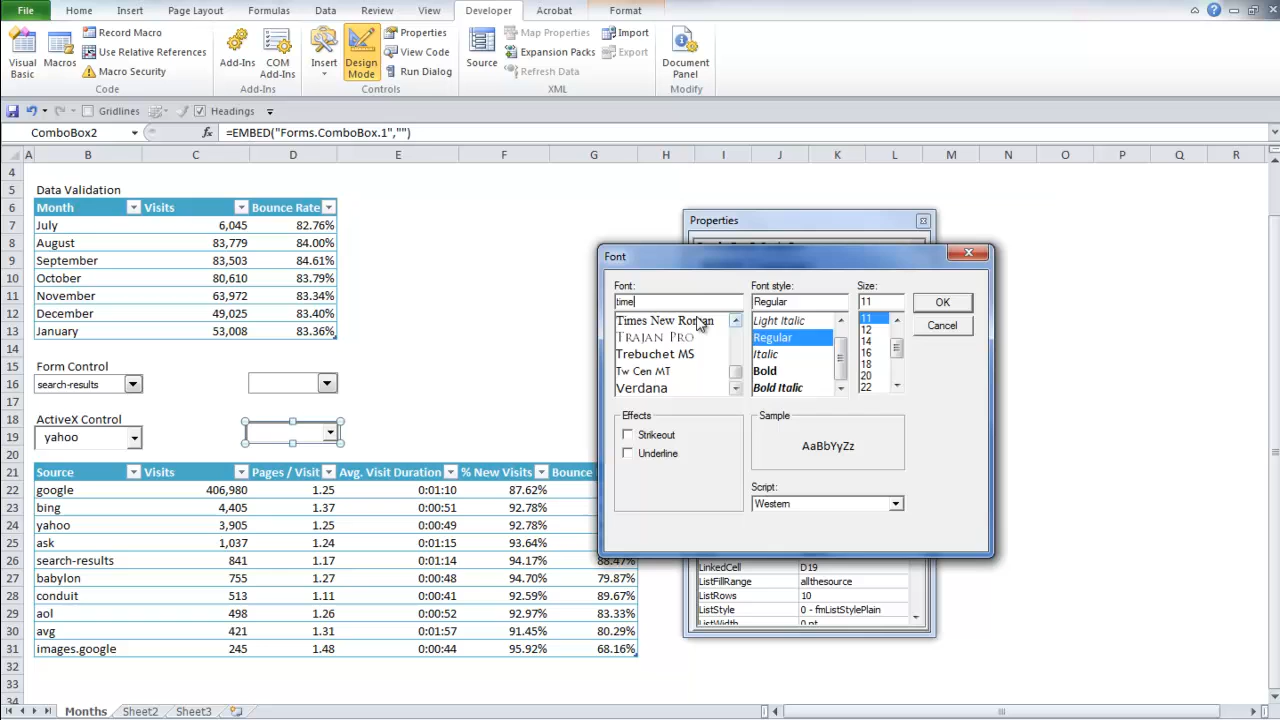 File Home Insert Page Layout Formulas Data Review View Developer Acrobat Format
Visual Basic
Macros
Record Macro
Use Relative References
Macro Security
Code
Add-Ins
COM Add-Ins
Add-Ins
Insert
Design Mode
Properties
View Code
Run Dialog
Controls
Source
Map Properties
Expansion Packs
Refresh Data
Import
Export
XML
Document Panel
Modify
Gridlines Headings
ComboBox2 fx =EMBED("Forms.ComboBox.1","")
A B C D E F G H I J K L M N O P Q R
4
5 Data Validation
6 Month Visits Bounce Rate
7 July 6,045 82.76%
8 August 83,779 84.00%
9 September 83,503 84.61%
10 October 80,610 83.79%
11 November 63,972 83.34%
12 December 49,025 83.40%
13 January 53,008 83.36%
14
15 Form Control
16 search-results
17
18 ActiveX Control
19 yahoo
20
21 Source Visits Pages / Visit Avg. Visit Duration % New Visits Bounce
22 google 406,980 1.25 0:01:10 87.62%
23 bing 4,405 1.37 0:00:51 92.78%
24 yahoo 3,905 1.25 0:00:49 92.78%
25 ask 1,037 1.24 0:01:15 93.64%
26 search-results 841 1.17 0:01:14 94.17% 88.47%
27 babylon 755 1.27 0:00:48 94.70% 79.87%
28 conduit 513 1.11 0:00:41 92.59% 89.67%
29 aol 498 1.26 0:00:52 92.97% 83.33%
30 avg 421 1.31 0:01:57 91.45% 80.29%
31 images.google 245 1.48 0:00:44 95.92% 68.16%
32
33
34
Properties
Font
Font: Font style: Size:
time Regular 11 OK
Times New Roman Light Italic 11 Cancel
Trajan Pro Regular 12
Trebuchet MS Italic 14
Tw Cen MT Bold 16
Verdana Bold Italic 18
20
22
Effects Sample
Strikeout
Underline
AaBbYyZz
Script:
Western
LinkedCell D19
ListFillRange allthesource
ListRows 10
ListStyle 0 - fmListStylePlain
ListWidth 0 pt
Months Sheet2 Sheet3